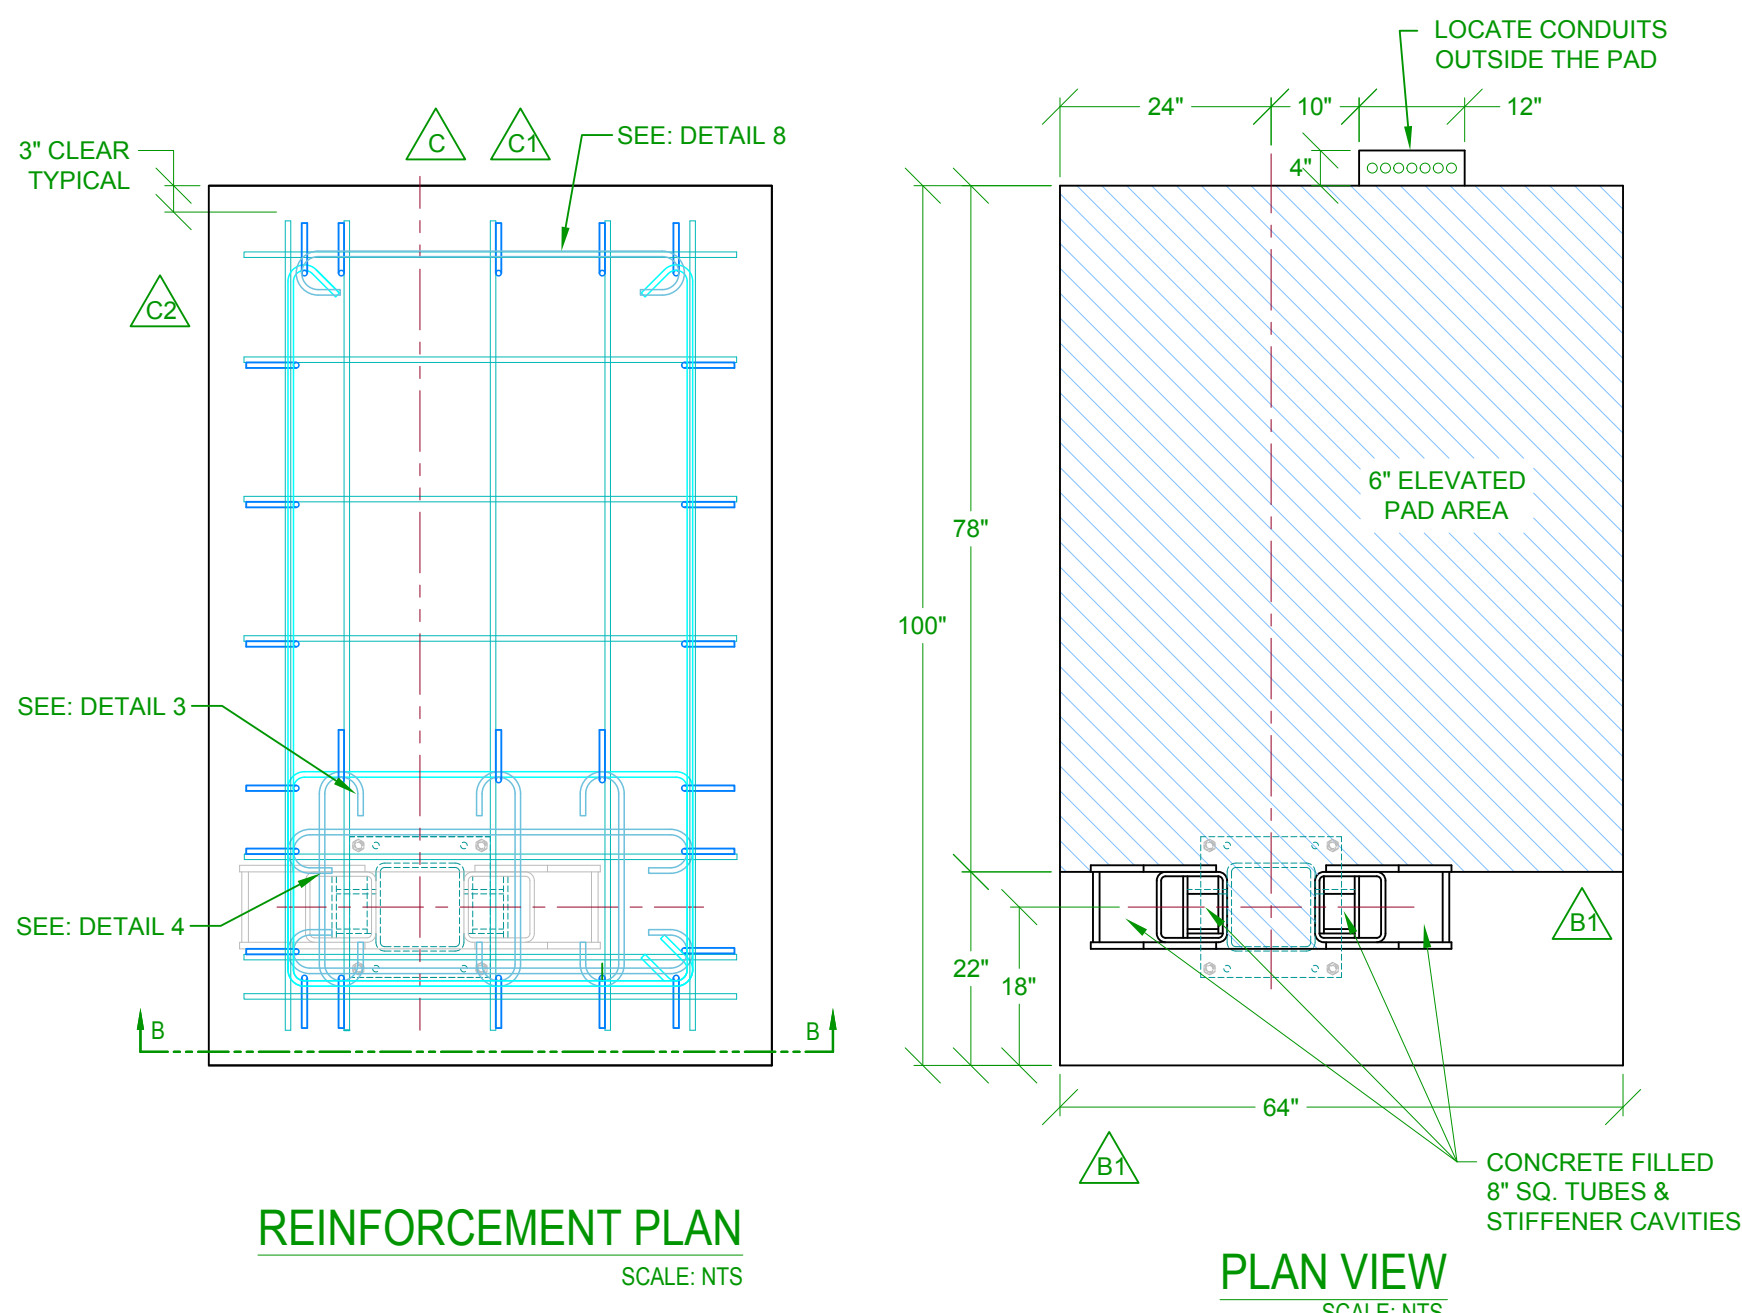 LOCATE CONDUITS
OUTSIDE THE PAD
24"
10"
12"
4"
C
C1
SEE: DETAIL 8
3" CLEAR
TYPICAL
C2
6" ELEVATED
PAD AREA
78"
100"
SEE: DETAIL 3
SEE: DETAIL 4
B1
22"
18"
B
B
64"
B1
CONCRETE FILLED
8" SQ. TUBES &
STIFFENER CAVITIES
REINFORCEMENT PLAN
SCALE: NTS
PLAN VIEW
SCALE: NTS